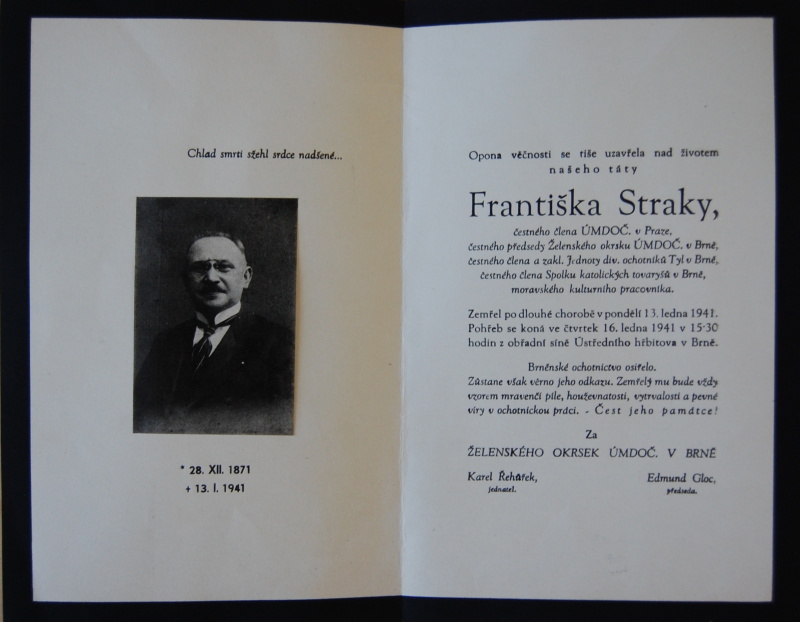 Chlad smrti sžehl srdce nadšené...
* 28. XII. 1871
+ 13. I. 1941
Opona věčnosti se tiše uzavřela nad životem
našeho táty
Františka Straky,
čestného člena ÚMDOČ. v Praze,
čestného předsedy Želenského okrsku ÚMDOČ. v Brně,
čestného člena a zakl. Jednoty div. ochotníků Tyl v Brně,
čestného člena Spolku katolických tovaryšů v Brně,
moravského kulturního pracovníka.
Zemřel po dlouhé chorobě v pondělí 13. ledna 1941.
Pohřeb se koná ve čtvrtek 16. ledna 1941 v 15·30
hodin z obřadní síně Ústředního hřbitova v Brně.
Brněnské ochotnictvo osiřelo.
Zůstane však věrno jeho odkazu. Zemřelý mu bude vždy
vzorem mravenčí píle, houževnatosti, vytrvalosti a pevné
víry v ochotnickou práci. - Čest jeho památce!
Za
ŽELENSKÉHO OKRSEK ÚMDOČ. V BRNĚ
Karel Řehůřek,
jednatel.
Edmund Gloc,
předseda.